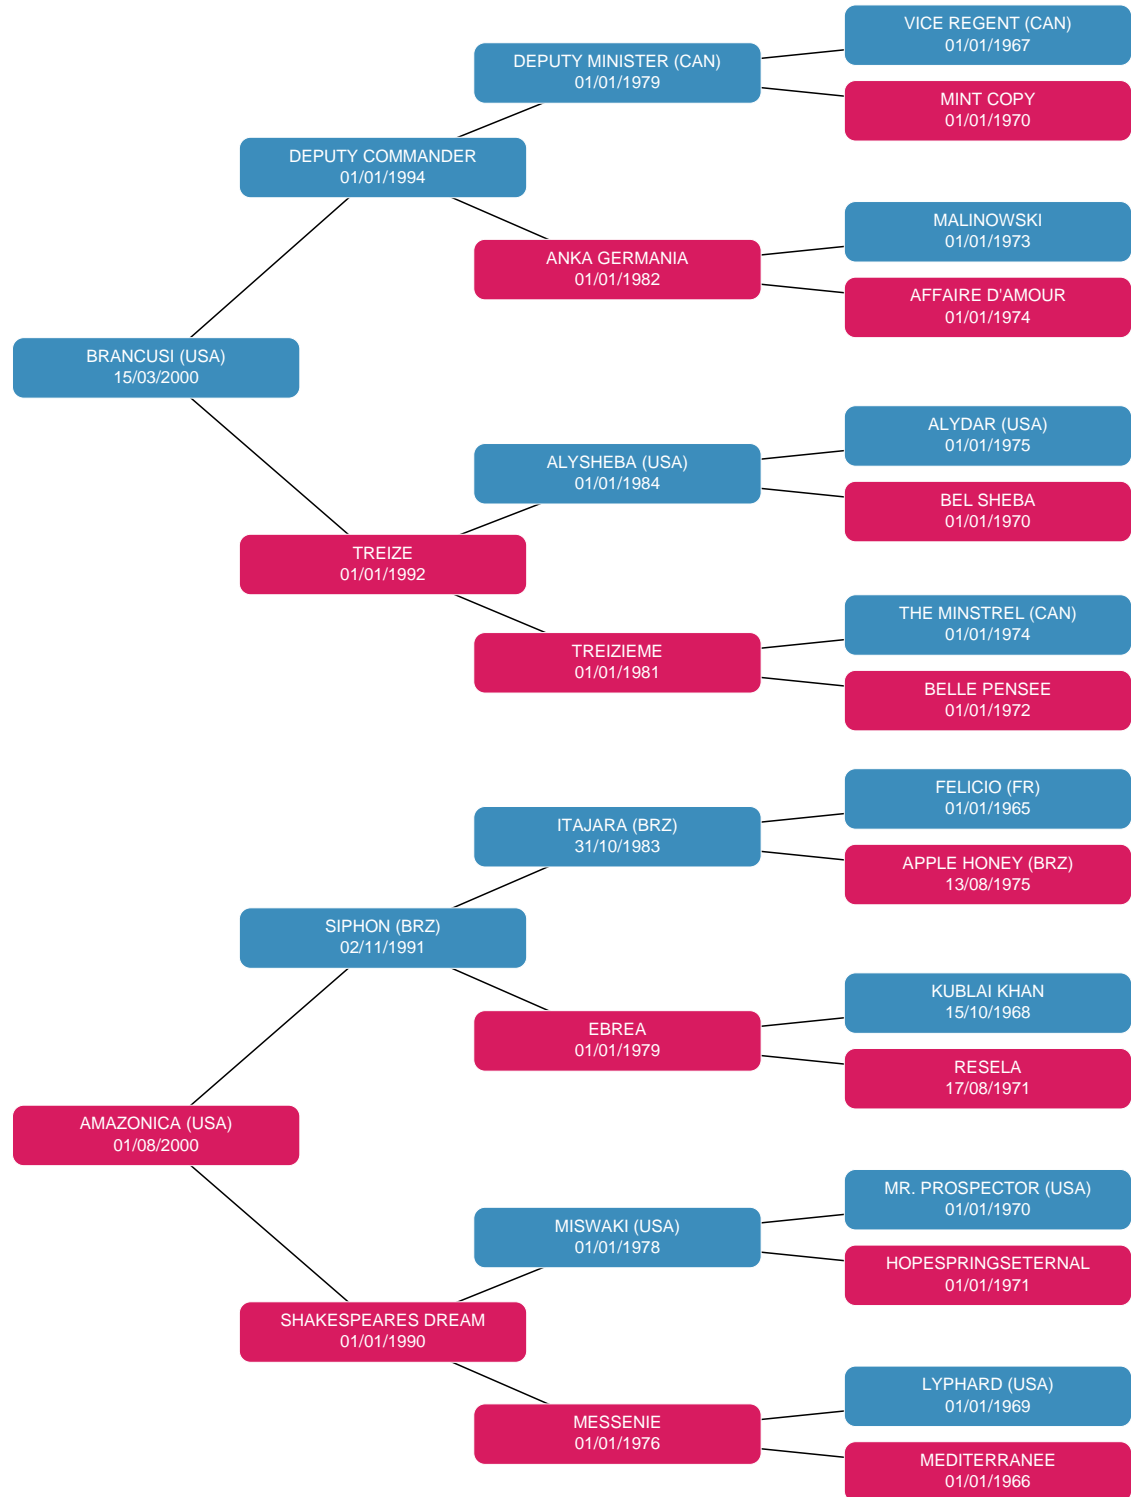 VICE REGENT (CAN)
01/01/1967
DEPUTY MINISTER (CAN)
01/01/1979
MINT COPY
01/01/1970
DEPUTY COMMANDER
01/01/1994
MALINOWSKI
01/01/1973
ANKA GERMANIA
01/01/1982
AFFAIRE D'AMOUR
01/01/1974
BRANCUSI (USA)
15/03/2000
ALYDAR (USA)
01/01/1975
ALYSHEBA (USA)
01/01/1984
BEL SHEBA
01/01/1970
TREIZE
01/01/1992
THE MINSTREL (CAN)
01/01/1974
TREIZIEME
01/01/1981
BELLE PENSEE
01/01/1972
FELICIO (FR)
01/01/1965
ITAJARA (BRZ)
31/10/1983
APPLE HONEY (BRZ)
13/08/1975
SIPHON (BRZ)
02/11/1991
KUBLAI KHAN
15/10/1968
EBREA
01/01/1979
RESELA
17/08/1971
AMAZONICA (USA)
01/08/2000
MR. PROSPECTOR (USA)
01/01/1970
MISWAKI (USA)
01/01/1978
HOPESPRINGSETERNAL
01/01/1971
SHAKESPEARES DREAM
01/01/1990
LYPHARD (USA)
01/01/1969
MESSENIE
01/01/1976
MEDITERRANEE
01/01/1966